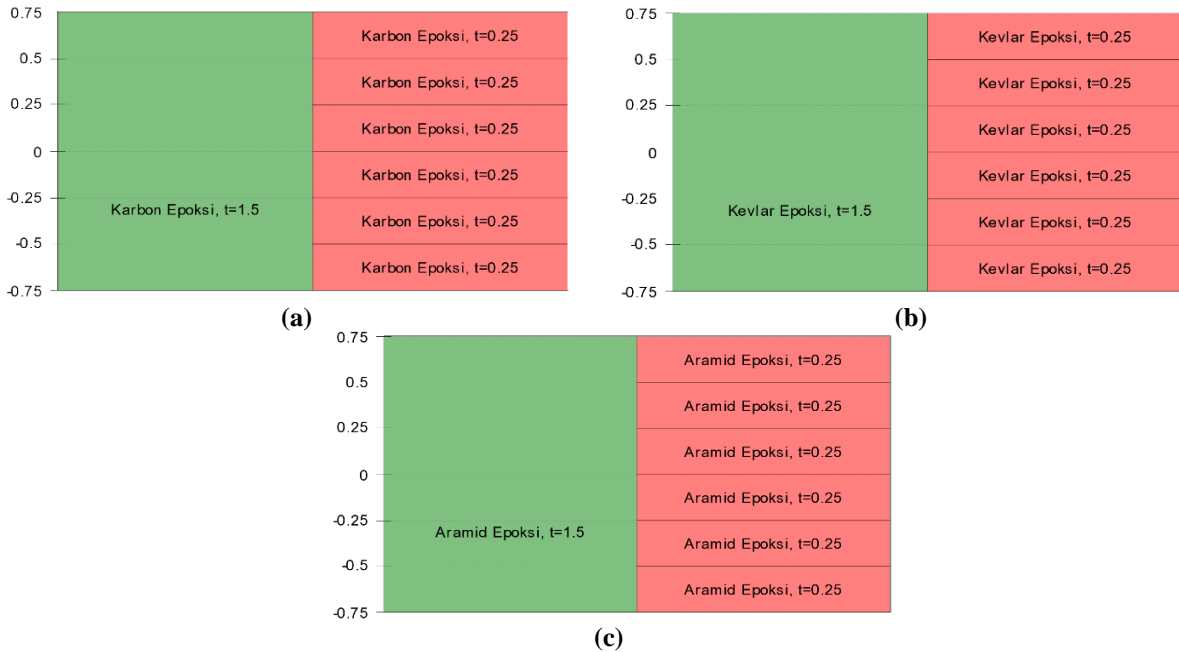 0.75
Karbon Epoksi, t=0.25
0.5
Karbon Epoksi, t=0.25
0.25
Karbon Epoksi, t=0.25
0
Karbon Epoksi, t=0.25
-0.25
Karbon Epoksi, t=1.5
Karbon Epoksi, t=0.25
-0.5
Karbon Epoksi, t=0.25
-0.75
(a)
0.75
Kevlar Epoksi, t=0.25
0.5
Kevlar Epoksi, t=0.25
0.25
Kevlar Epoksi, t=0.25
0
Kevlar Epoksi, t=0.25
-0.25
Kevlar Epoksi, t=1.5
Kevlar Epoksi, t=0.25
-0.5
Kevlar Epoksi, t=0.25
-0.75
(b)
0.75
Aramid Epoksi, t=0.25
0.5
Aramid Epoksi, t=0.25
0.25
Aramid Epoksi, t=0.25
0
Aramid Epoksi, t=0.25
-0.25
Aramid Epoksi, t=1.5
Aramid Epoksi, t=0.25
-0.5
Aramid Epoksi, t=0.25
-0.75
(c)